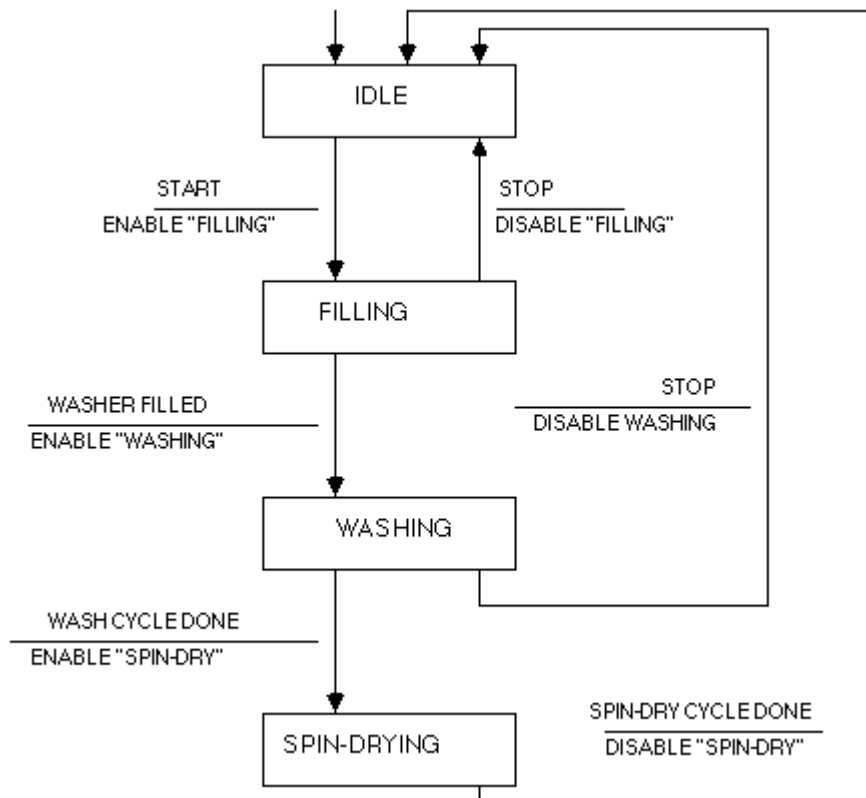 IDLE
START
ENABLE "FILLING"
STOP
DISABLE "FILLING"
FILLING
WASHER FILLED
ENABLE "WASHING"
STOP
DISABLE WASHING
WASHING
WASH CYCLE DONE
ENABLE "SPIN-DRY"
SPIN-DRYING
SPIN-DRY CYCLE DONE
DISABLE "SPIN-DRY"